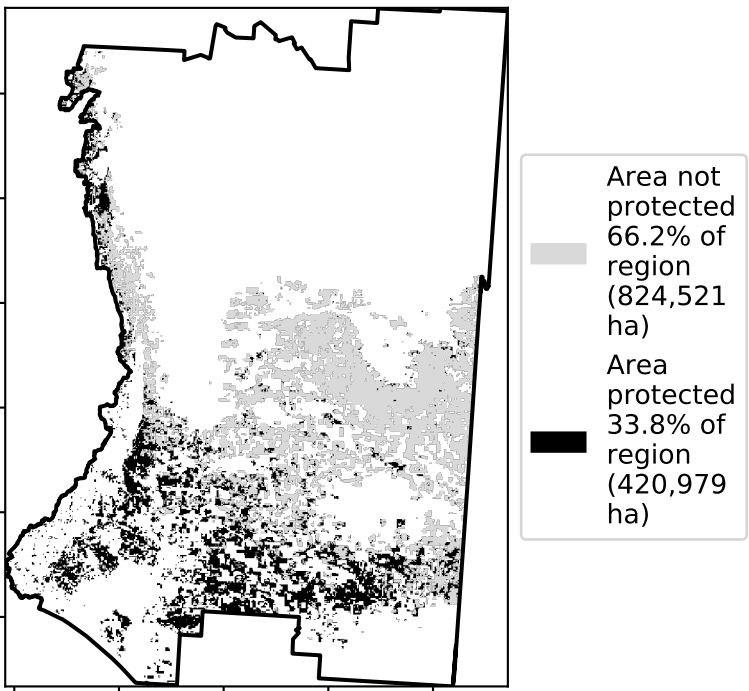 Area not
protected
66.2% of
region
(824,521
ha)
Area
protected
33.8% of
region
(420,979
ha)